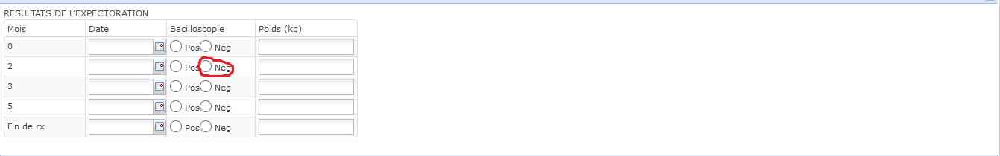 RESULTATS DE L’EXPECTORATION
Mois Date Bacilloscopie Poids (kg)
0 Pos Neg
2 Pos Neg
3 Pos Neg
5 Pos Neg
Fin de rx Pos Neg